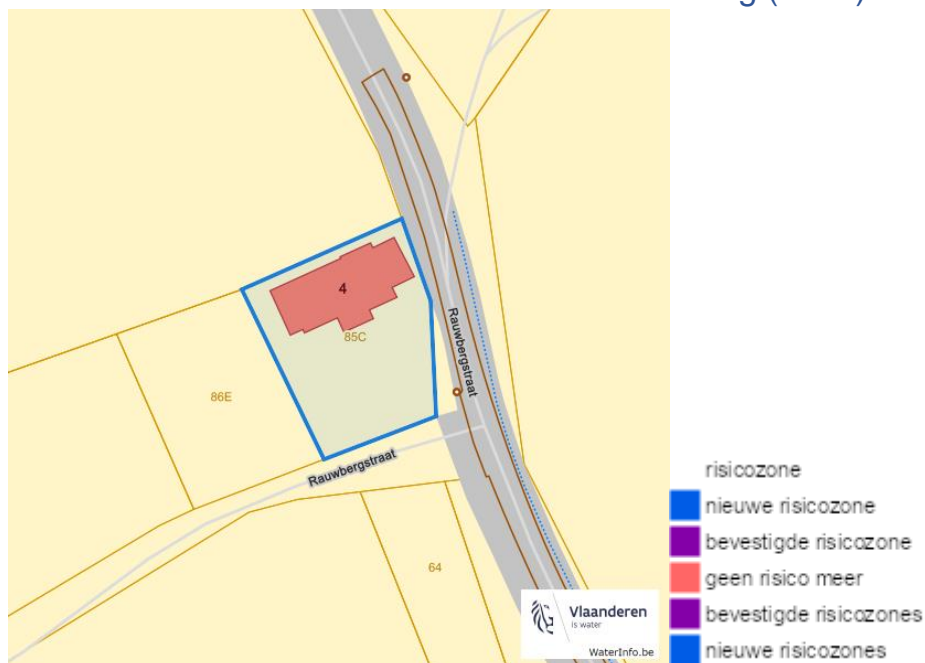 4
85C
86E
Rauwbergstraat
Rauwbergstraat
64
Vlaanderen
is water
WaterInfo.be
risicozone
nieuwe risicozone
bevestigde risicozone
geen risico meer
bevestigde risicozones
nieuwe risicozones